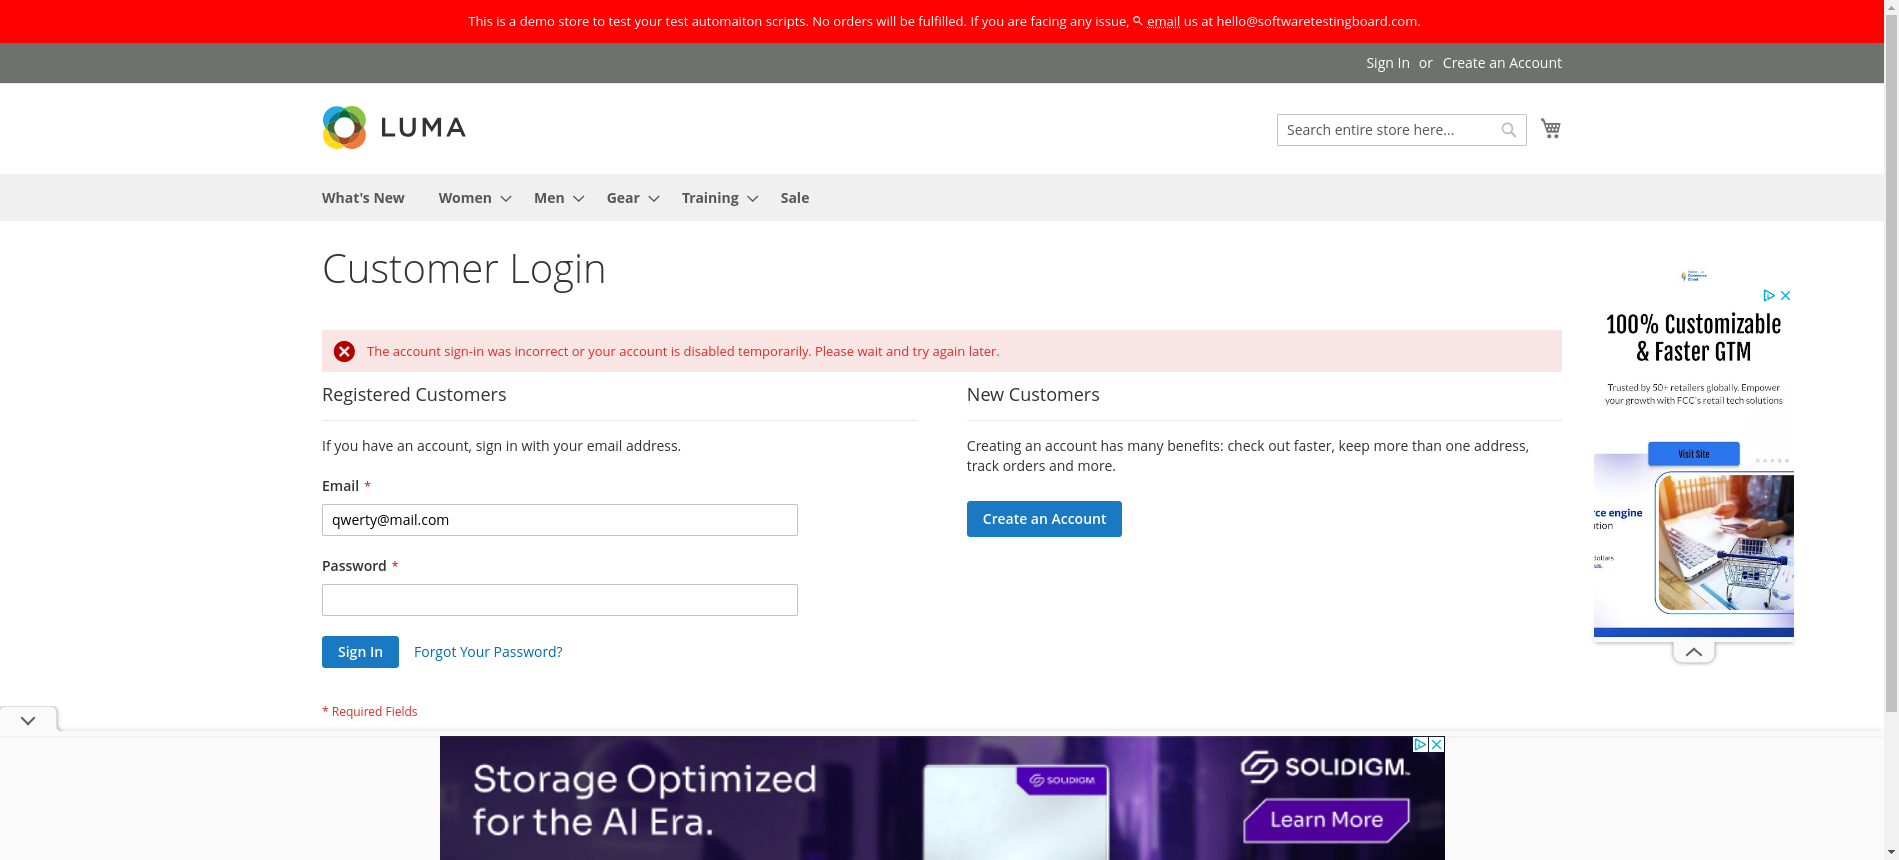 This is a demo store to test your test automaiton scripts. No orders will be fulfilled. If you are facing any issue, email us at hello@softwaretestingboard.com.
Sign In or Create an Account
LUMA
Search entire store here...
What's New Women Men Gear Training Sale
Customer Login
The account sign-in was incorrect or your account is disabled temporarily. Please wait and try again later.
Registered Customers
If you have an account, sign in with your email address.
Email *
qwerty@mail.com
Password *
Sign In Forgot Your Password?
* Required Fields
New Customers
Creating an account has many benefits: check out faster, keep more than one address,
track orders and more.
Create an Account
100% Customizable
& Faster GTM
Trusted by 50+ retailers globally. Empower
your growth with FCC's retail tech solutions
Visit Site
ce engine
ution
dollars
us.
Storage Optimized
for the AI Era.
SOLIDIGM
SOLIDIGM
Learn More